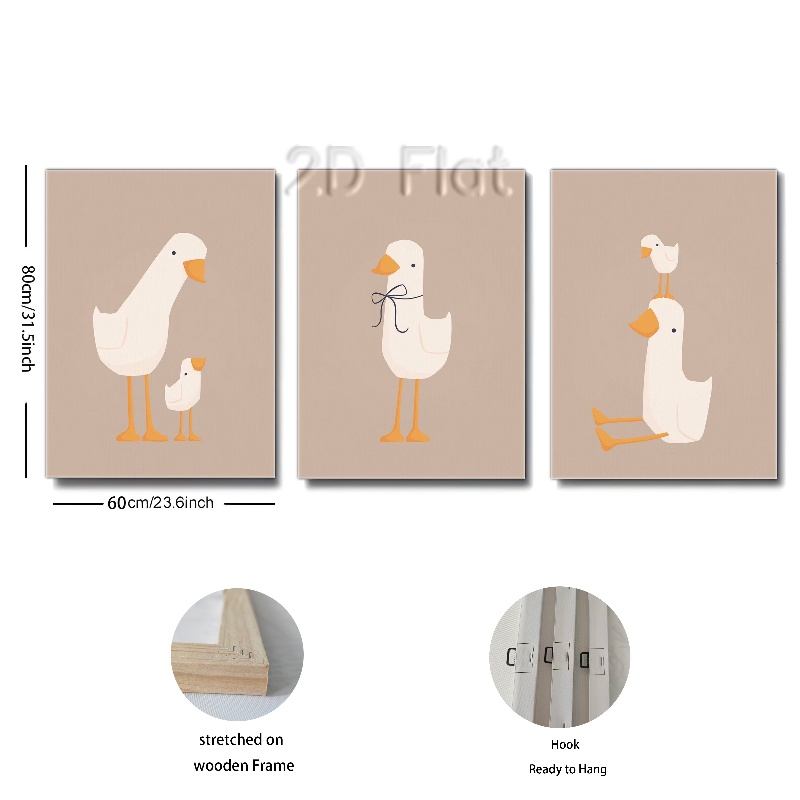 2D Flat
80cm/31.5inch
60cm/23.6inch
stretched on
wooden Frame
Hook
Ready to Hang